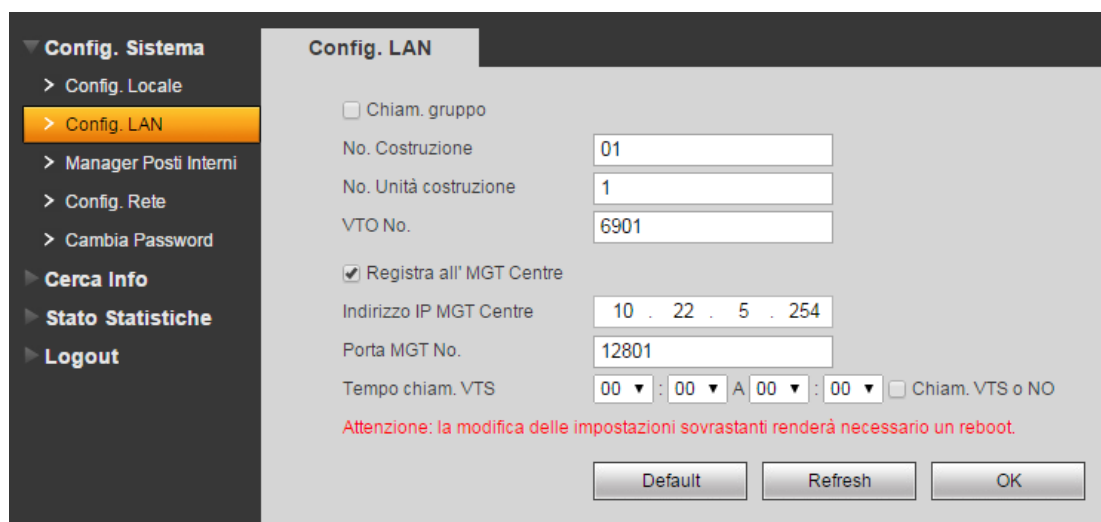 Config. Sistema
> Config. Locale
> Config. LAN
> Manager Posti Interni
> Config. Rete
> Cambia Password
Cerca Info
Stato Statistiche
Logout
Config. LAN
Chiam. gruppo
No. Costruzione 01
No. Unità costruzione 1
VTO No. 6901
Registra all' MGT Centre
Indirizzo IP MGT Centre 10 . 22 . 5 . 254
Porta MGT No. 12801
Tempo chiam. VTS 00 : 00 A 00 : 00 Chiam. VTS o NO
Attenzione: la modifica delle impostazioni sovrastanti renderà necessario un reboot.
Default Refresh OK